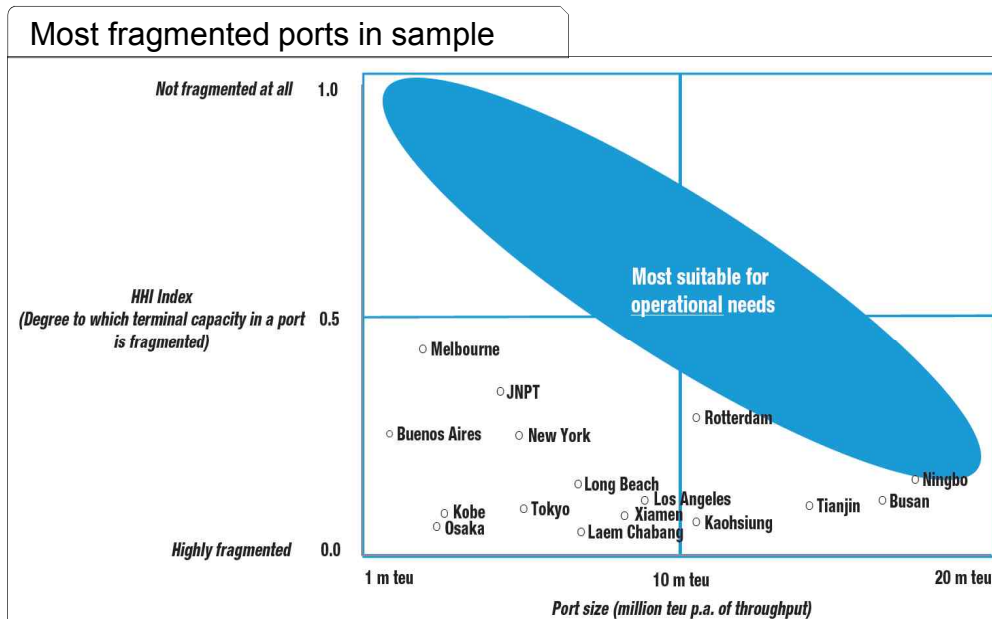 Most fragmented ports in sample
Not fragmented at all 1.0
Most suitable for
operational needs
HHI Index
(Degree to which terminal capacity in a port 0.5
is fragmented)
Melbourne
JNPT
Rotterdam
Buenos Aires
New York
Ningbo
Long Beach
Los Angeles
Busan
Tianjin
Tokyo
Kobe
Xiamen
Kaohsiung
Osaka
Laem Chabang
Highly fragmented 0.0
1 m teu 10 m teu 20 m teu
Port size (million teu p.a. of throughput)